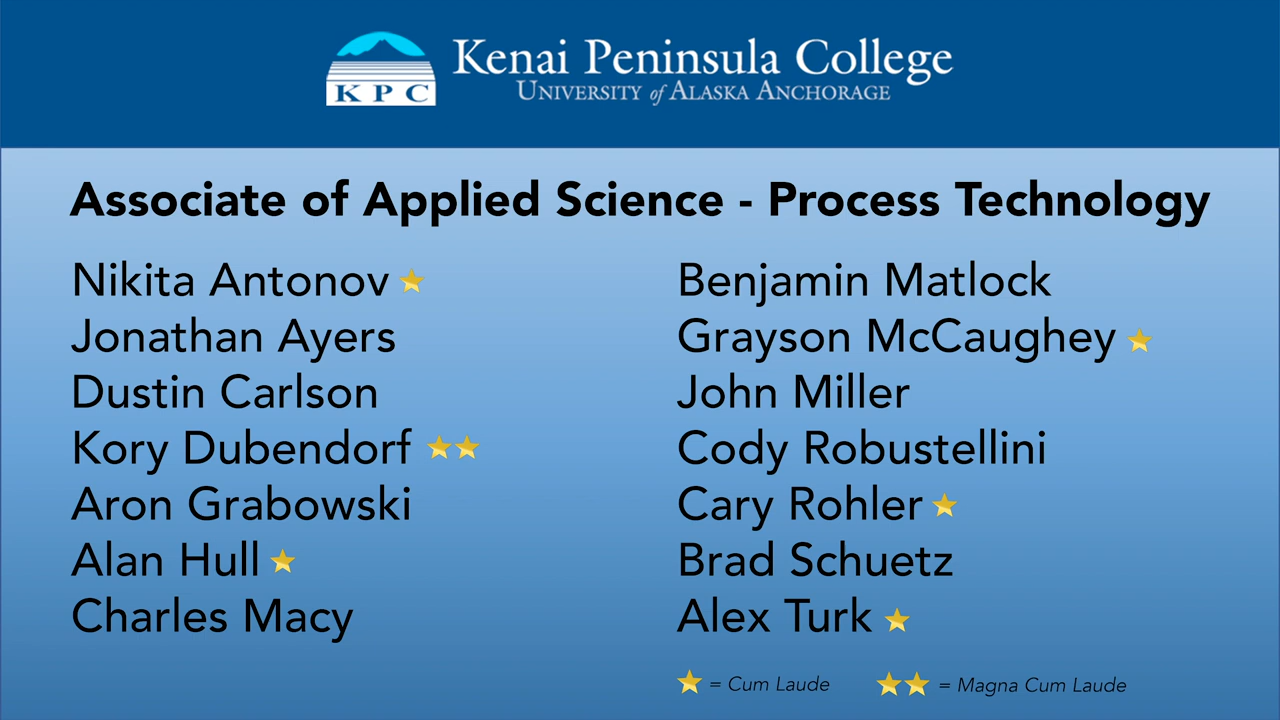 KPC
Kenai Peninsula College
University of Alaska Anchorage
Associate of Applied Science - Process Technology
Nikita Antonov
Jonathan Ayers
Dustin Carlson
Kory Dubendorf
Aron Grabowski
Alan Hull
Charles Macy
Benjamin Matlock
Grayson McCaughey
John Miller
Cody Robustellini
Cary Rohler
Brad Schuetz
Alex Turk
= Cum Laude
= Magna Cum Laude